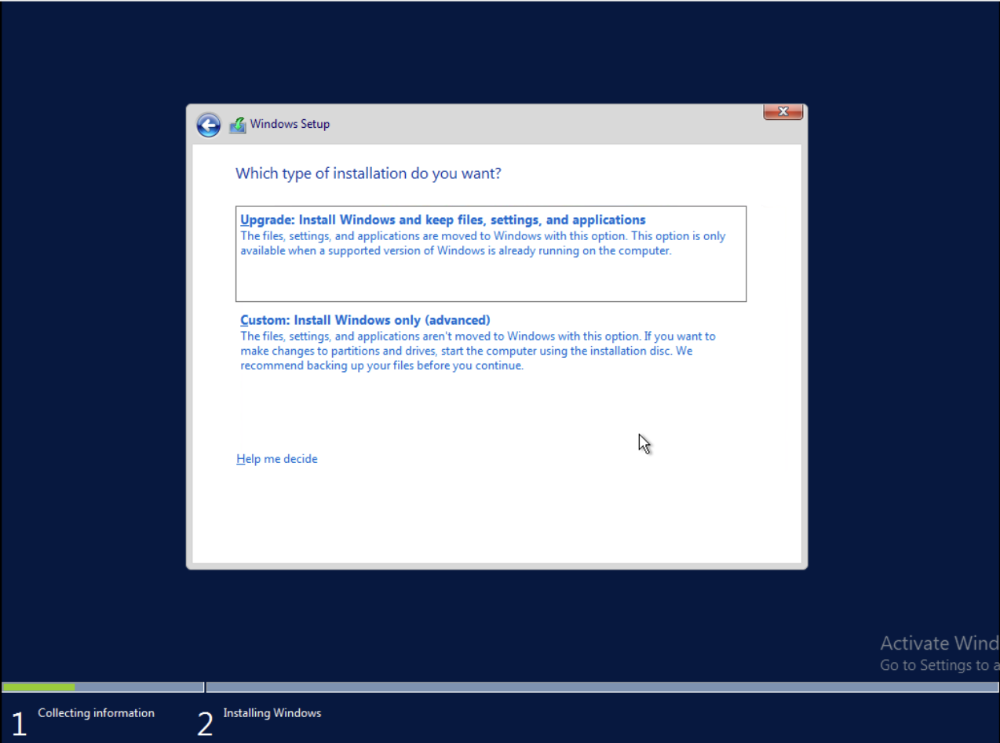 Windows Setup
Which type of installation do you want?
Upgrade: Install Windows and keep files, settings, and applications
The files, settings, and applications are moved to Windows with this option. This option is only
available when a supported version of Windows is already running on the computer.
Custom: Install Windows only (advanced)
The files, settings, and applications aren't moved to Windows with this option. If you want to
make changes to partitions and drives, start the computer using the installation disc. We
recommend backing up your files before you continue.
Help me decide
Activate Wind
Go to Settings to a
1 Collecting information 2 Installing Windows